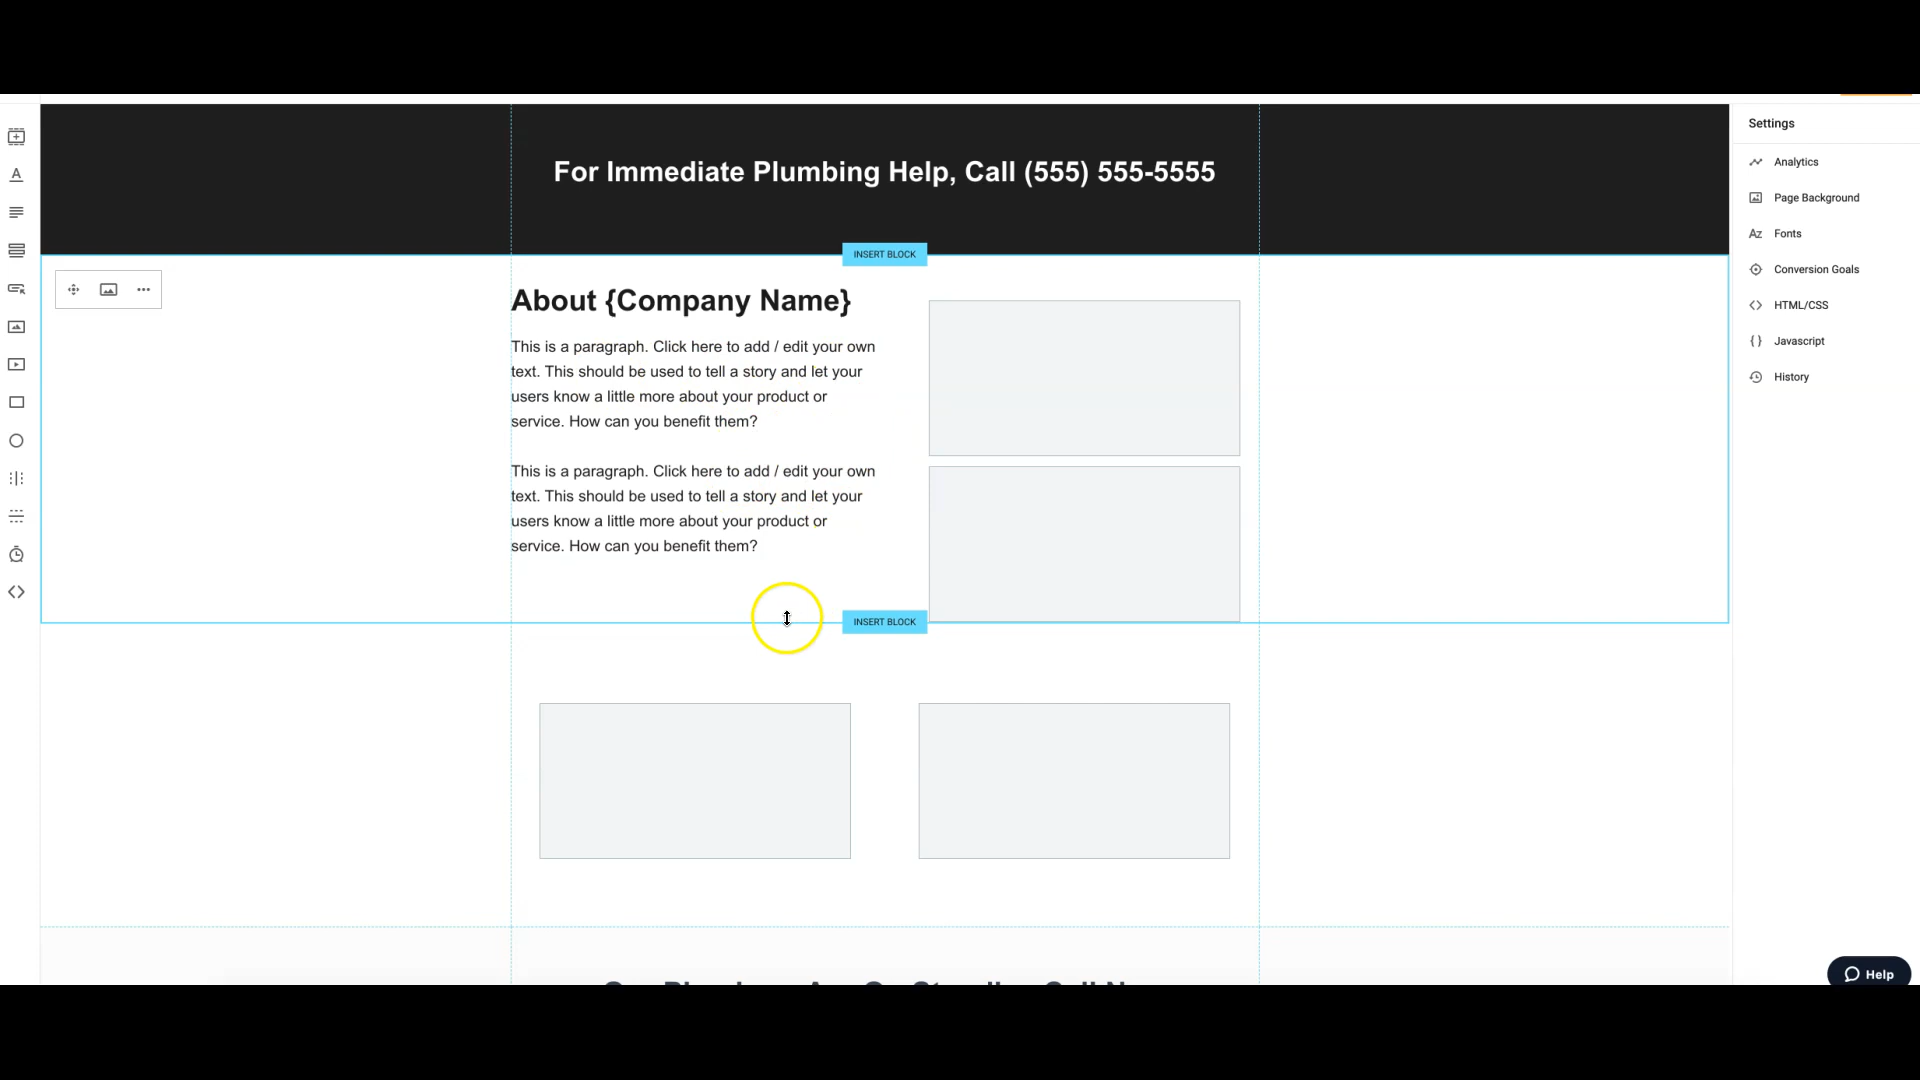 Settings
Analytics
Page Background
Fonts
Conversion Goals
HTML/CSS
Javascript
History
For Immediate Plumbing Help, Call (555) 555-5555
INSERT BLOCK
About {Company Name}
This is a paragraph. Click here to add / edit your own
text. This should be used to tell a story and let your
users know a little more about your product or
service. How can you benefit them?
This is a paragraph. Click here to add / edit your own
text. This should be used to tell a story and let your
users know a little more about your product or
service. How can you benefit them?
INSERT BLOCK
Help